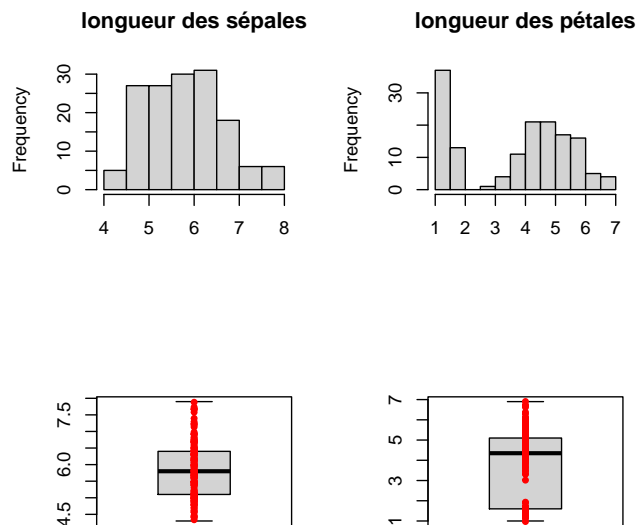 longueur des sépales
longueur des pétales
Frequency
0 10 20 30
4 5 6 7 8
Frequency
0 10 30
1 2 3 4 5 6 7
4.5 6.0 7.5
1 3 5 7